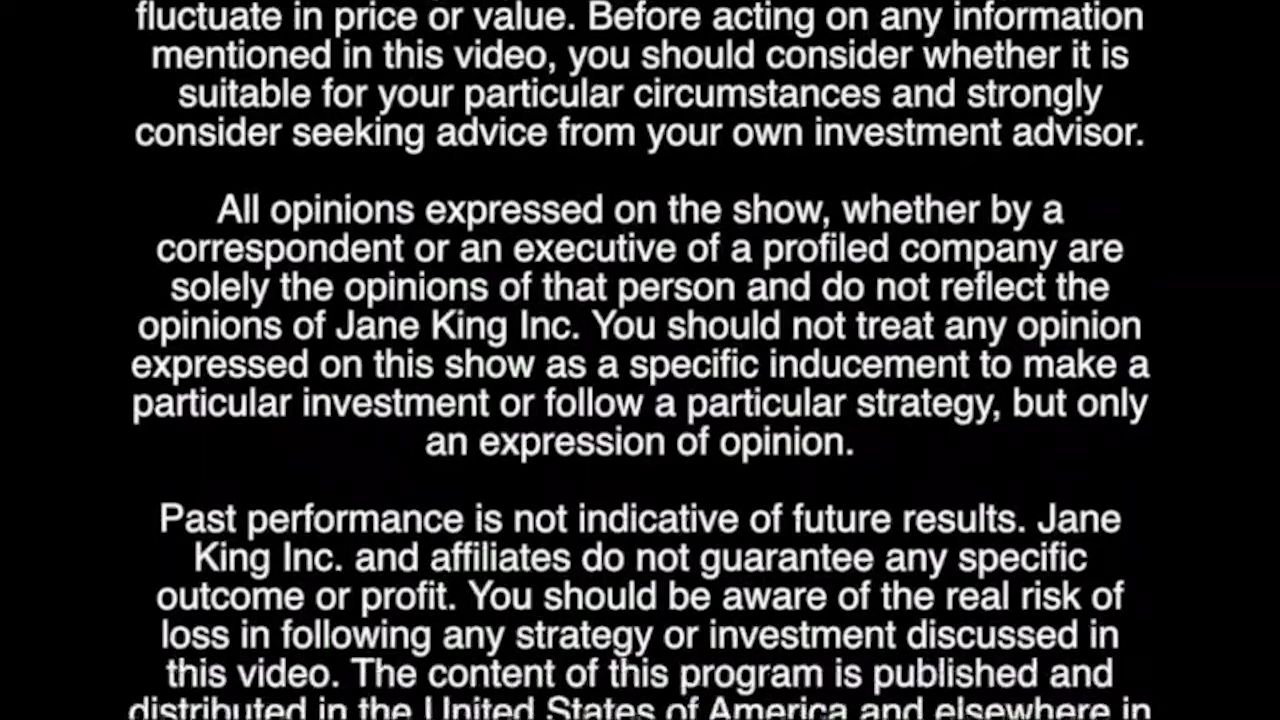 fluctuate in price or value. Before acting on any information
mentioned in this video, you should consider whether it is
suitable for your particular circumstances and strongly
consider seeking advice from your own investment advisor.
All opinions expressed on the show, whether by a
correspondent or an executive of a profiled company are
solely the opinions of that person and do not reflect the
opinions of Jane King Inc. You should not treat any opinion
expressed on this show as a specific inducement to make a
particular investment or follow a particular strategy, but only
an expression of opinion.
Past performance is not indicative of future results. Jane
King Inc. and affiliates do not guarantee any specific
outcome or profit. You should be aware of the real risk of
loss in following any strategy or investment discussed in
this video. The content of this program is published and
distributed in the United States of America and elsewhere in